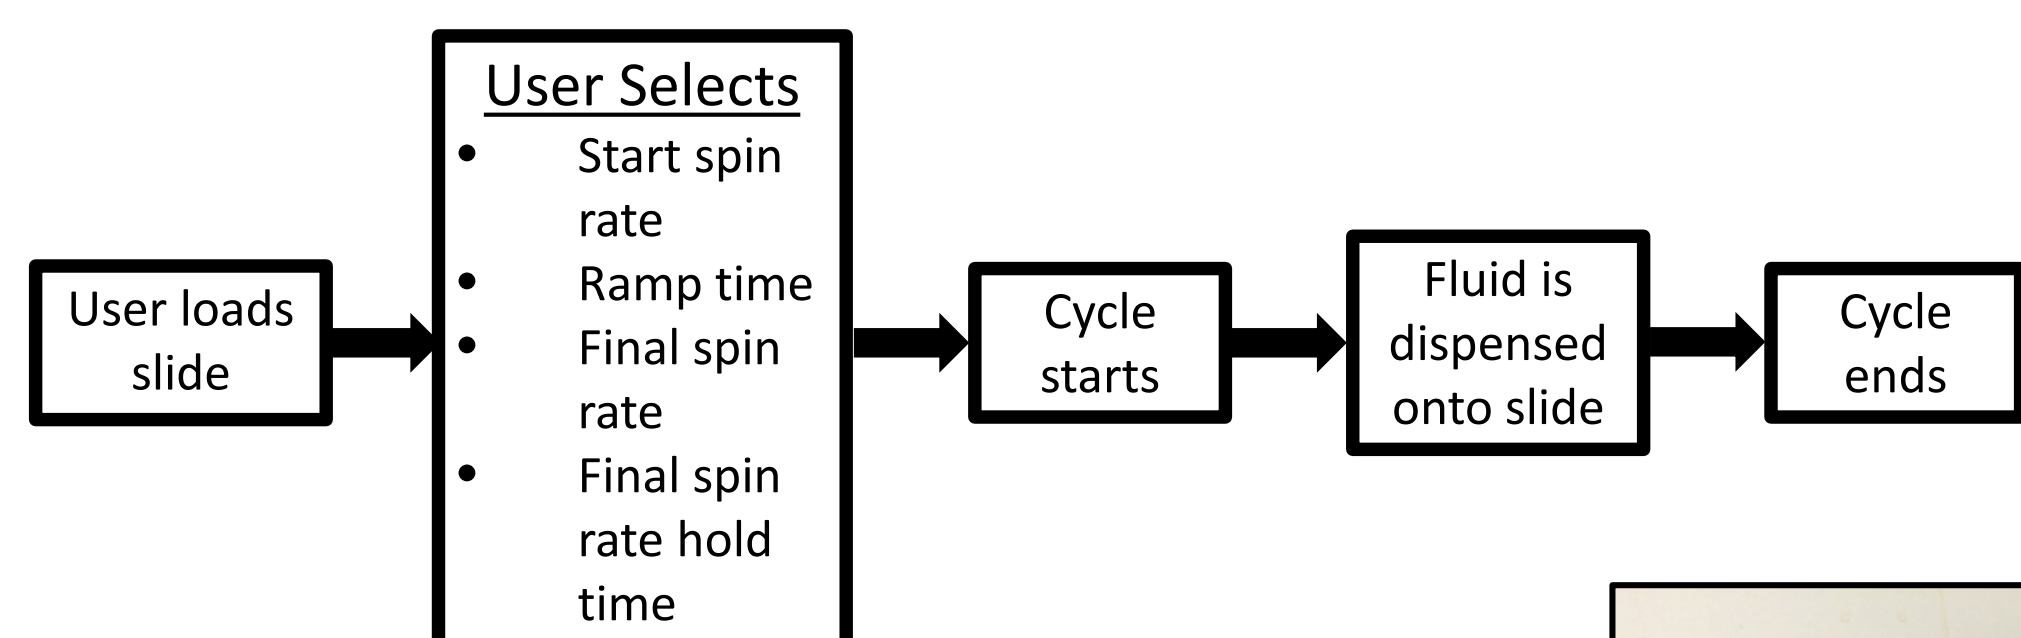 User loads
slide
User Selects
• Start spin
rate
• Ramp time
• Final spin
rate
• Final spin
rate hold
time
Cycle
starts
Fluid is
dispensed
onto slide
Cycle
ends